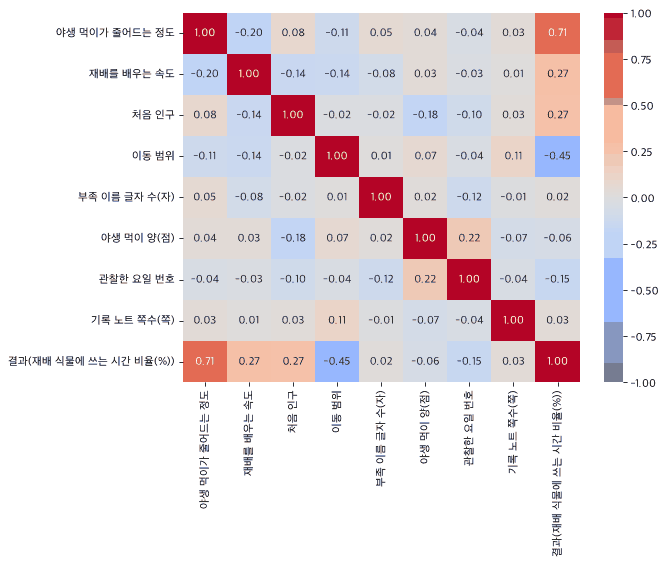 야생 먹이가 줄어드는 정도 1.00 -0.20 0.08 -0.11 0.05 0.04 -0.04 0.03 0.71
재배를 배우는 속도 -0.20 1.00 -0.14 -0.14 -0.08 0.03 -0.03 0.01 0.27
처음 인구 0.08 -0.14 1.00 -0.02 -0.02 -0.18 -0.10 0.03 0.27
이동 범위 -0.11 -0.14 -0.02 1.00 0.01 0.07 -0.04 0.11 -0.45
부족 이름 글자 수(자) 0.05 -0.08 -0.02 0.01 1.00 0.02 -0.12 -0.01 0.02
야생 먹이 양(점) 0.04 0.03 -0.18 0.07 0.02 1.00 0.22 -0.07 -0.06
관찰한 요일 번호 -0.04 -0.03 -0.10 -0.04 -0.12 0.22 1.00 -0.04 -0.15
기록 노트 쪽수(쪽) 0.03 0.01 0.03 0.11 -0.01 -0.07 -0.04 1.00 0.03
결과(재배 식물에 쓰는 시간 비율(%)) 0.71 0.27 0.27 -0.45 0.02 -0.06 -0.15 0.03 1.00
야생 먹이가 줄어드는 정도
재배를 배우는 속도
처음 인구
이동 범위
부족 이름 글자 수(자)
야생 먹이 양(점)
관찰한 요일 번호
기록 노트 쪽수(쪽)
결과(재배 식물에 쓰는 시간 비율(%))
1.00
0.75
0.50
0.25
0.00
-0.25
-0.50
-0.75
-1.00